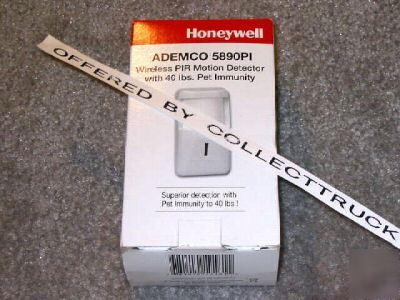 Honeywell
ADEMCO 5890PI
Wireless PIR Motion Detector
with 40 lbs. Pet Immunity
OFFERED BY COLLECTTRUCK
Superior detection with
Pet Immunity to 40 lbs!